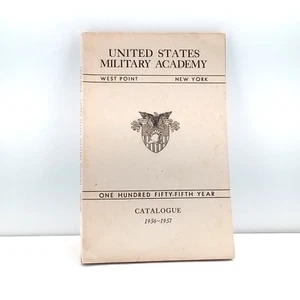 UNITED STATES
MILITARY ACADEMY
WEST POINT NEW YORK
ONE HUNDRED FIFTY-FIFTH YEAR
CATALOGUE
1956-1957